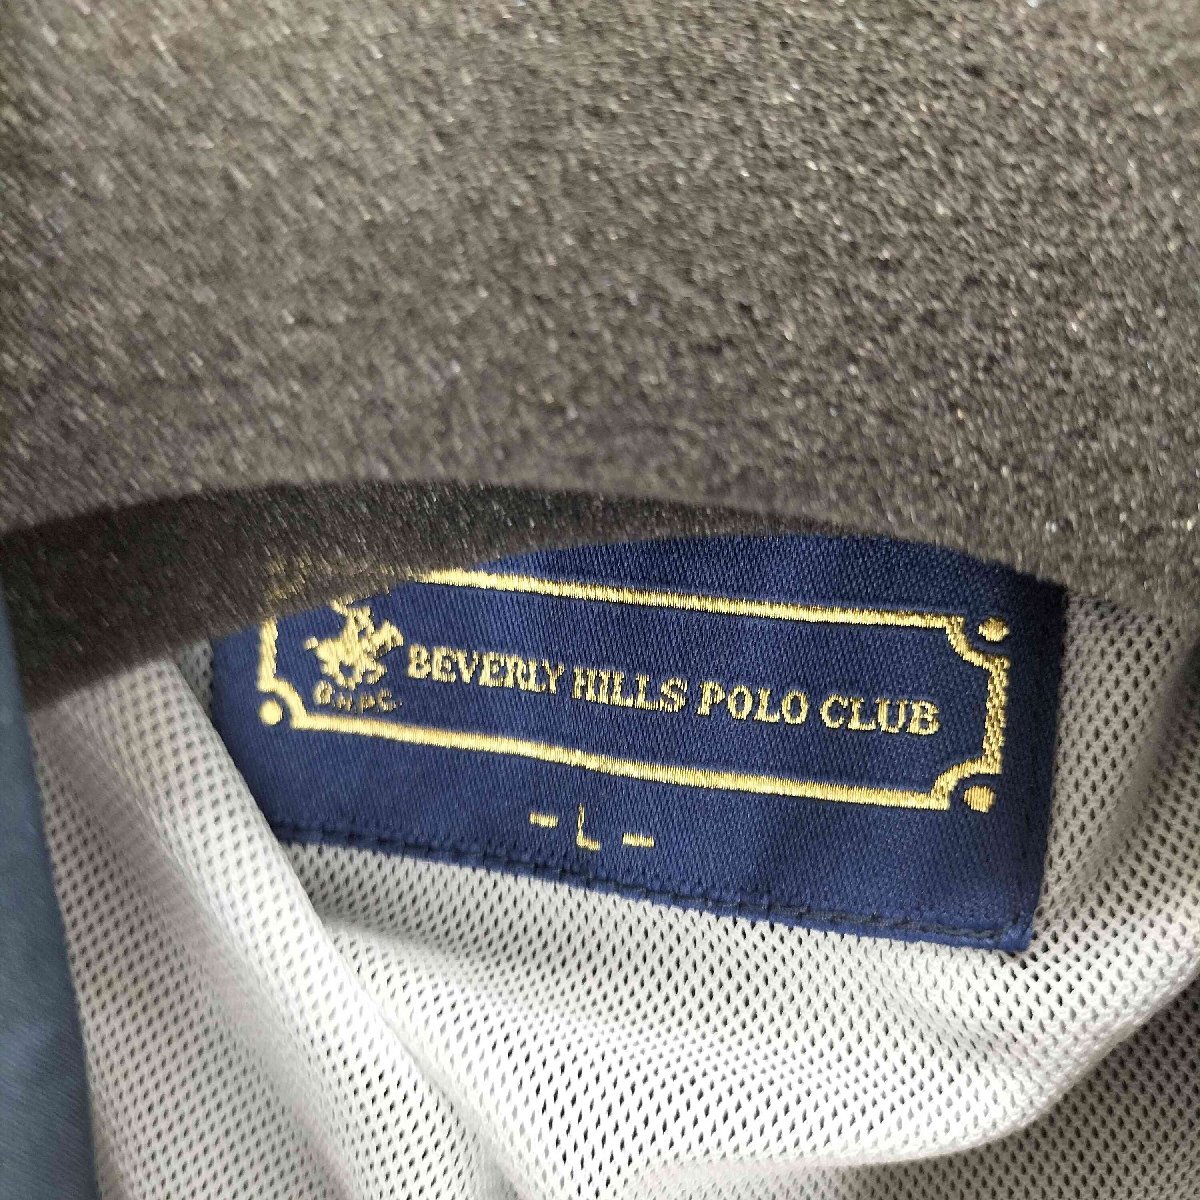 BEVERLY HILLS POLO CLUB
B.H.P.C.
- L -